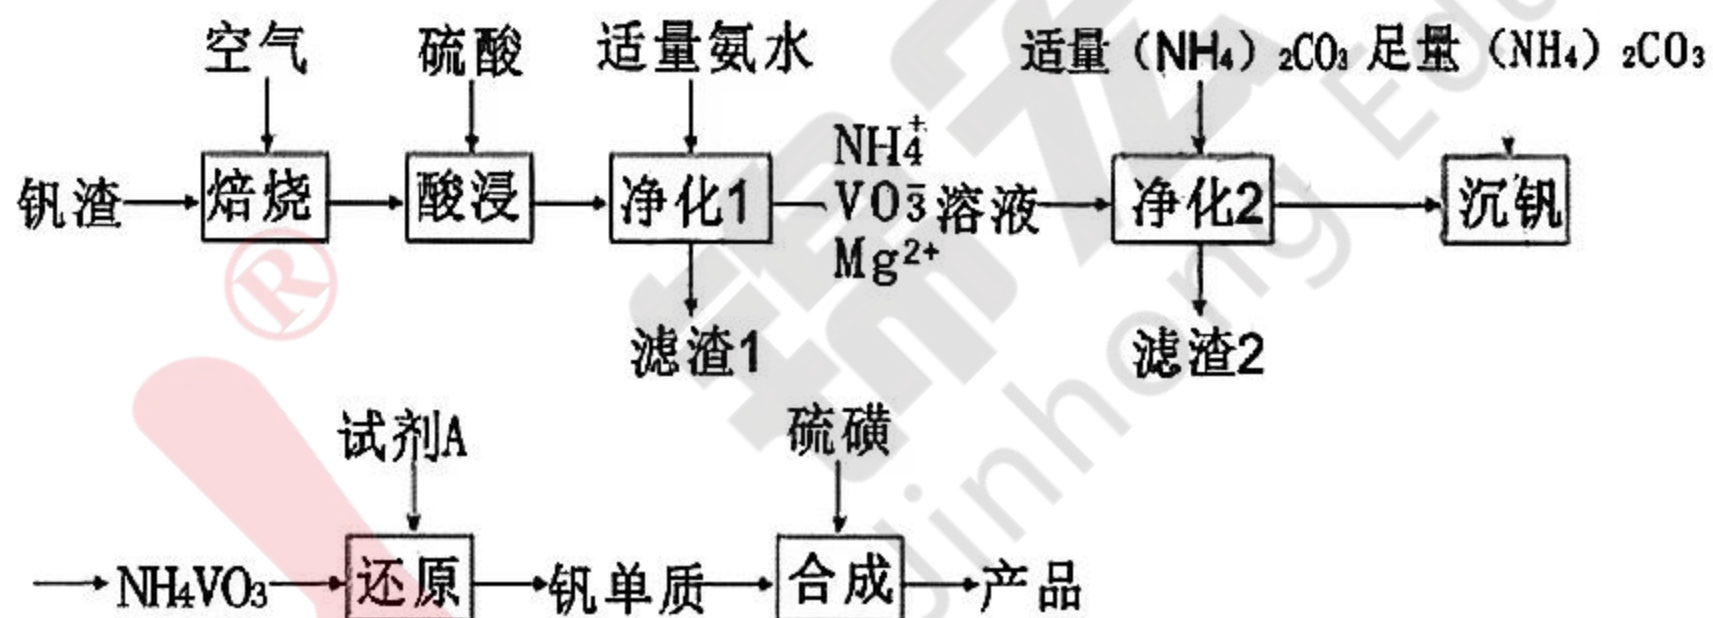 空气 硫酸 适量氨水 适量（NH₄）₂CO₃ 足量（NH₄）₂CO₃
钒渣 焙烧 酸浸 净化1 NH₄⁺ VO₃⁻ Mg²⁺ 溶液 净化2 沉钒
滤渣1 滤渣2
试剂A 硫磺
NH₄VO₃ 还原 钒单质 合成 产品
®
Jinhong Edu